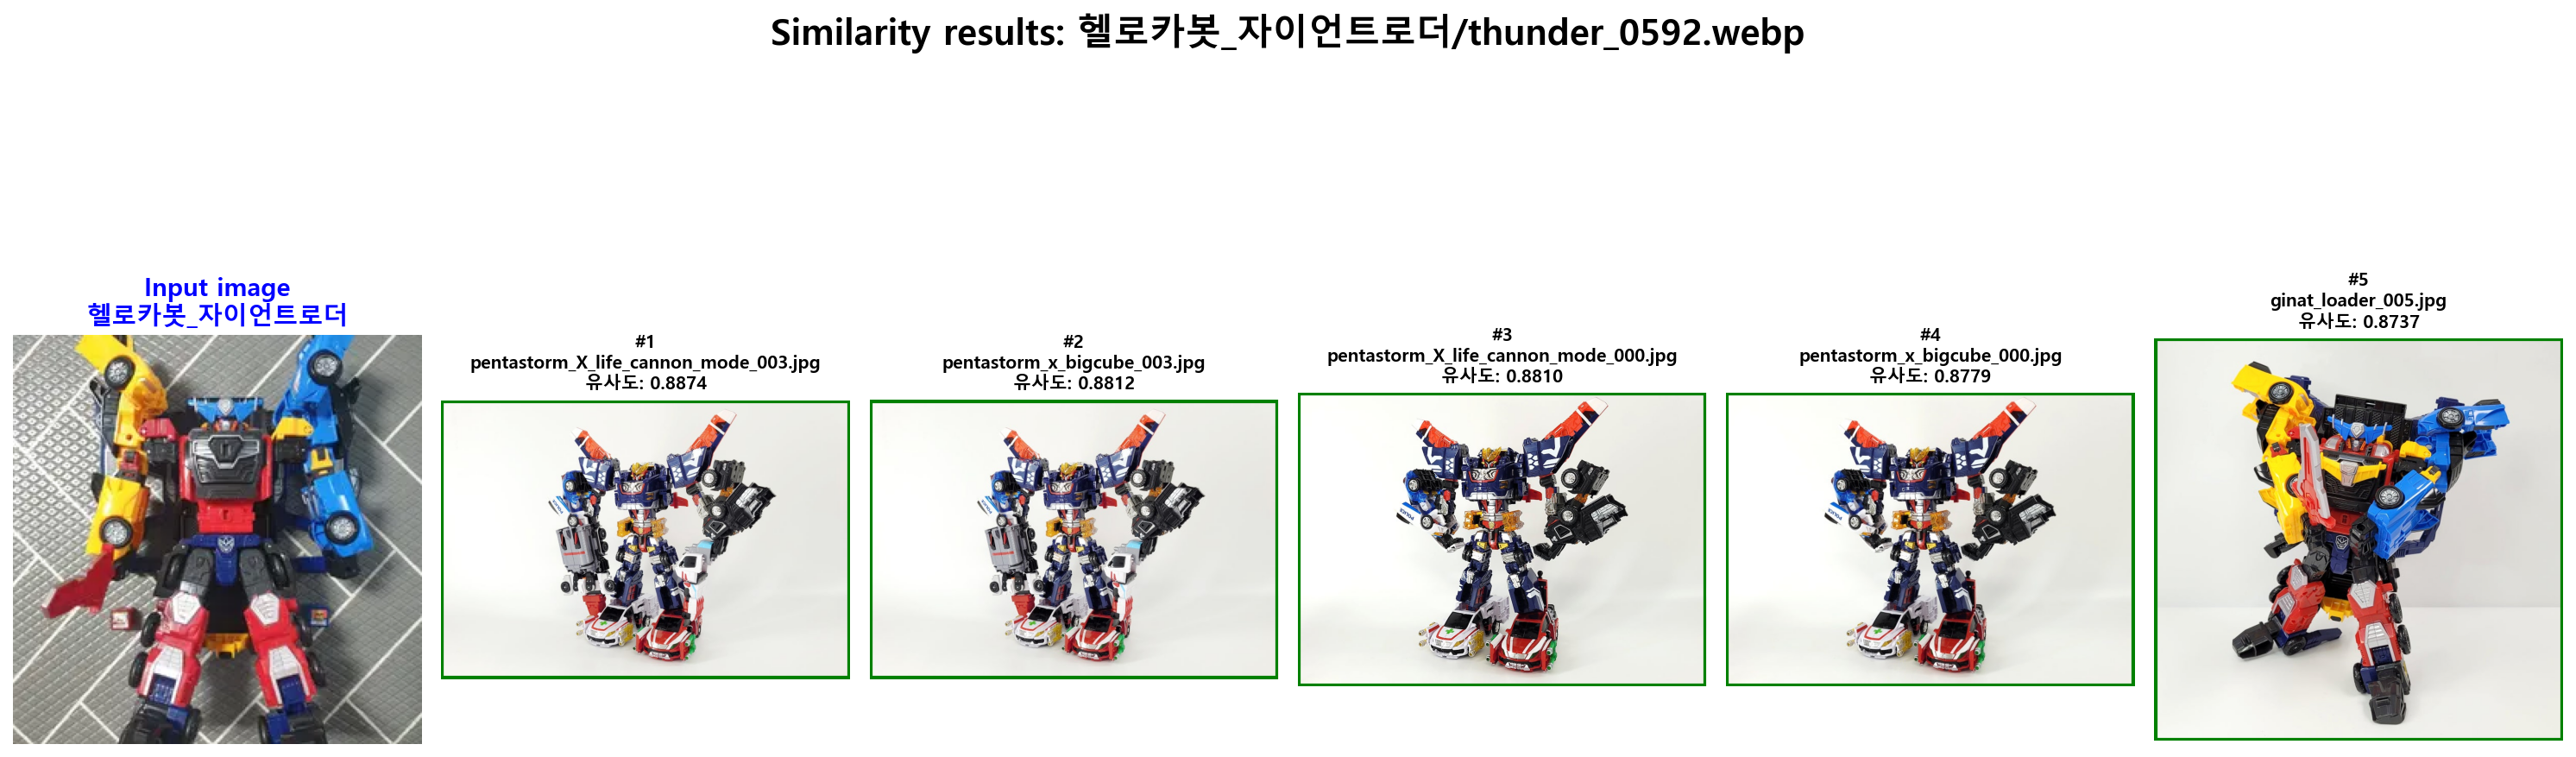 Similarity results: 헬로카봇_자이언트로더/thunder_0592.webp
Input image
헬로카봇_자이언트로더
#1
pentastorm_X_life_cannon_mode_003.jpg
유사도: 0.8874
#2
pentastorm_x_bigcube_003.jpg
유사도: 0.8812
#3
pentastorm_X_life_cannon_mode_000.jpg
유사도: 0.8810
#4
pentastorm_x_bigcube_000.jpg
유사도: 0.8779
#5
ginat_loader_005.jpg
유사도: 0.8737